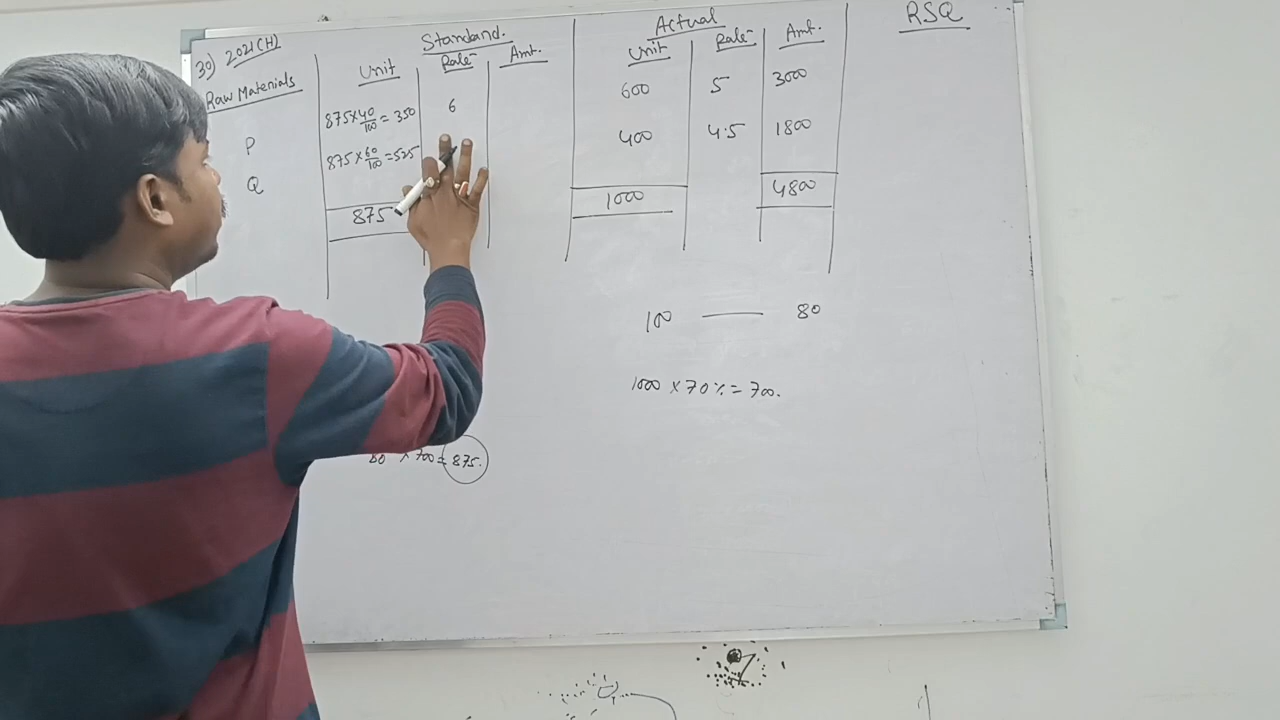 30) 2021(H)
Standard.
Actual
RSQ
Raw Materials
Unit Rate Amt.
Unit Rate Amt.
P 875 × 40/100 = 350 6
600 5 3000
Q 875 × 60/100 = 525
400 4.5 1800
875
1000 4800
100 — 80
1000 × 70% = 700.
× 700 = 875.